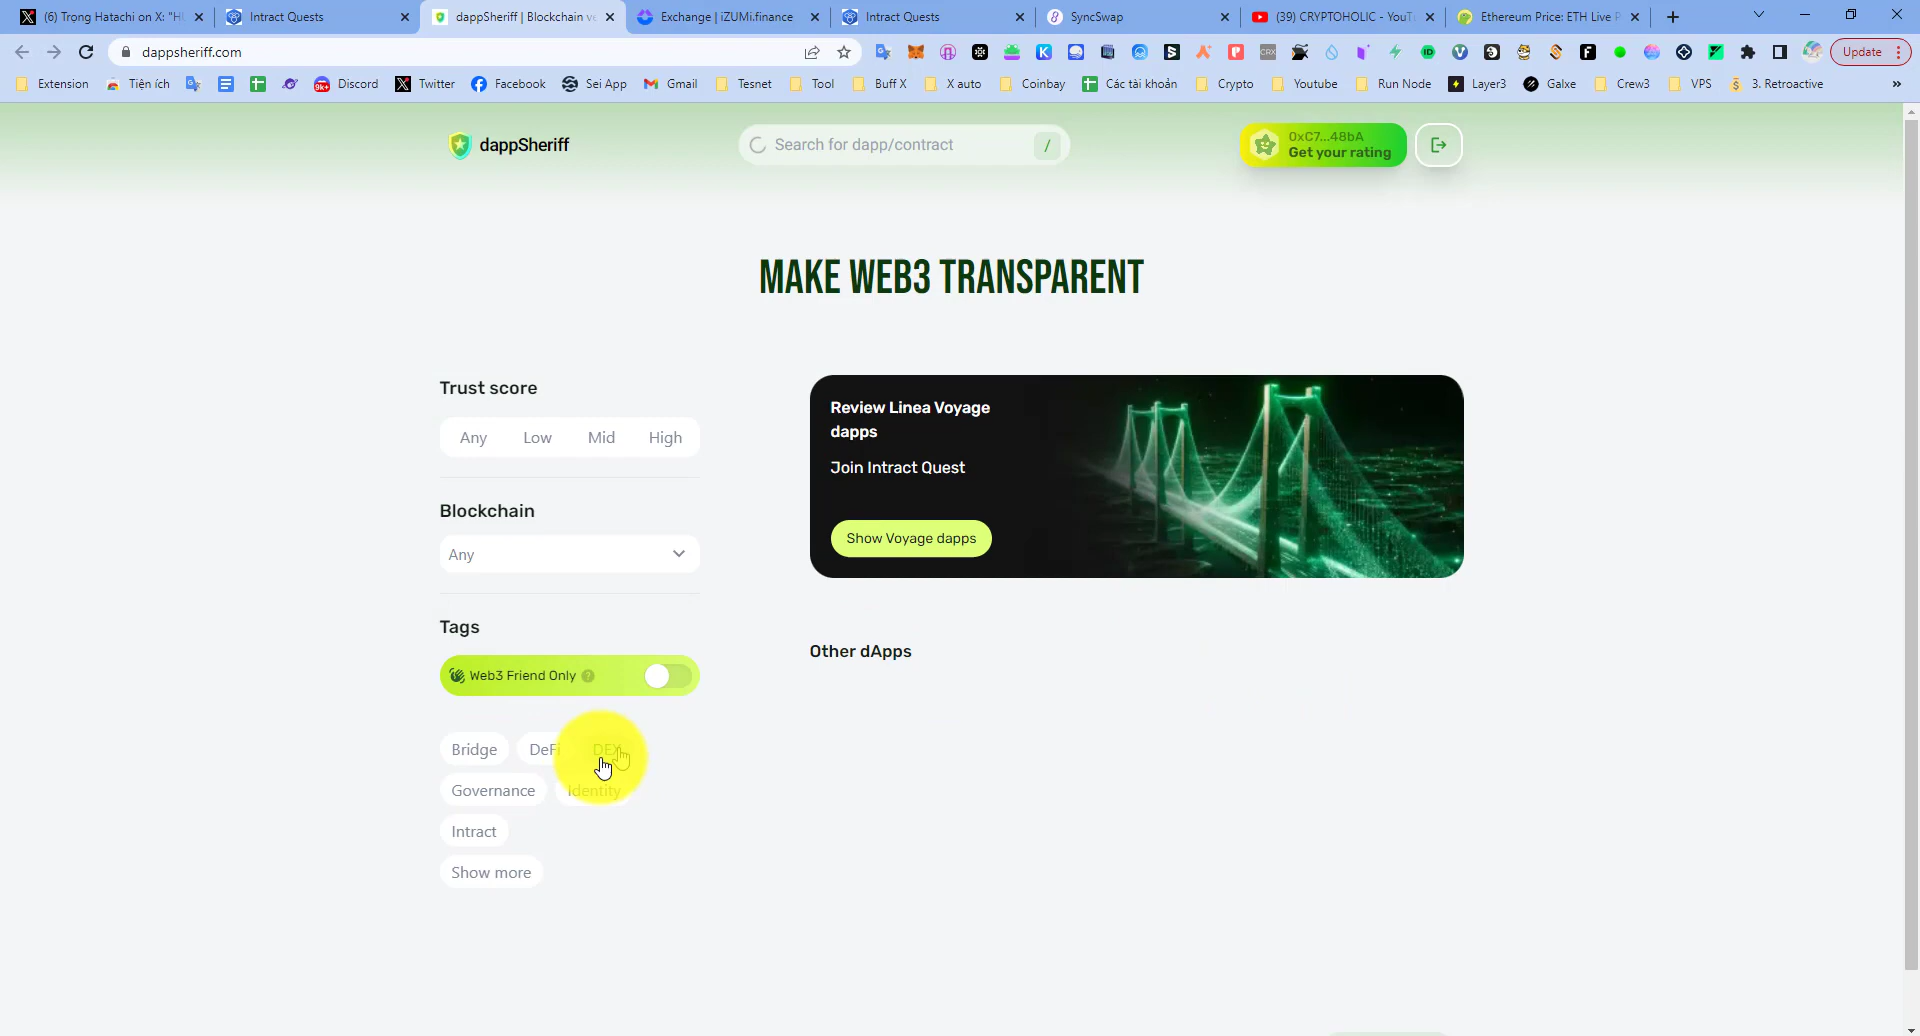 (6) Trọng Hatachi on X: "H
Intract Quests
dappSheriff | Blockchain v
Exchange | iZUMi.finance
Intract Quests
SyncSwap
(39) CRYPTOHOLIC - YouT
Ethereum Price: ETH Live P
dappsheriff.com
Update
Extension
Tiện ích
9k+
Discord
Twitter
Facebook
Sei App
Gmail
Tesnet
Tool
Buff X
X auto
Coinbay
Các tài khoản
Crypto
Youtube
Run Node
Layer3
Galxe
Crew3
VPS
3. Retroactive
»
dappSheriff
Search for dapp/contract
/
0xC7...48bA
Get your rating
MAKE WEB3 TRANSPARENT
Trust score
Any Low Mid High
Blockchain
Any
Tags
Web3 Friend Only ?
Bridge DeFi DEX
Governance Identity
Intract
Show more
Review Linea Voyage
dapps
Join Intract Quest
Show Voyage dapps
Other dApps